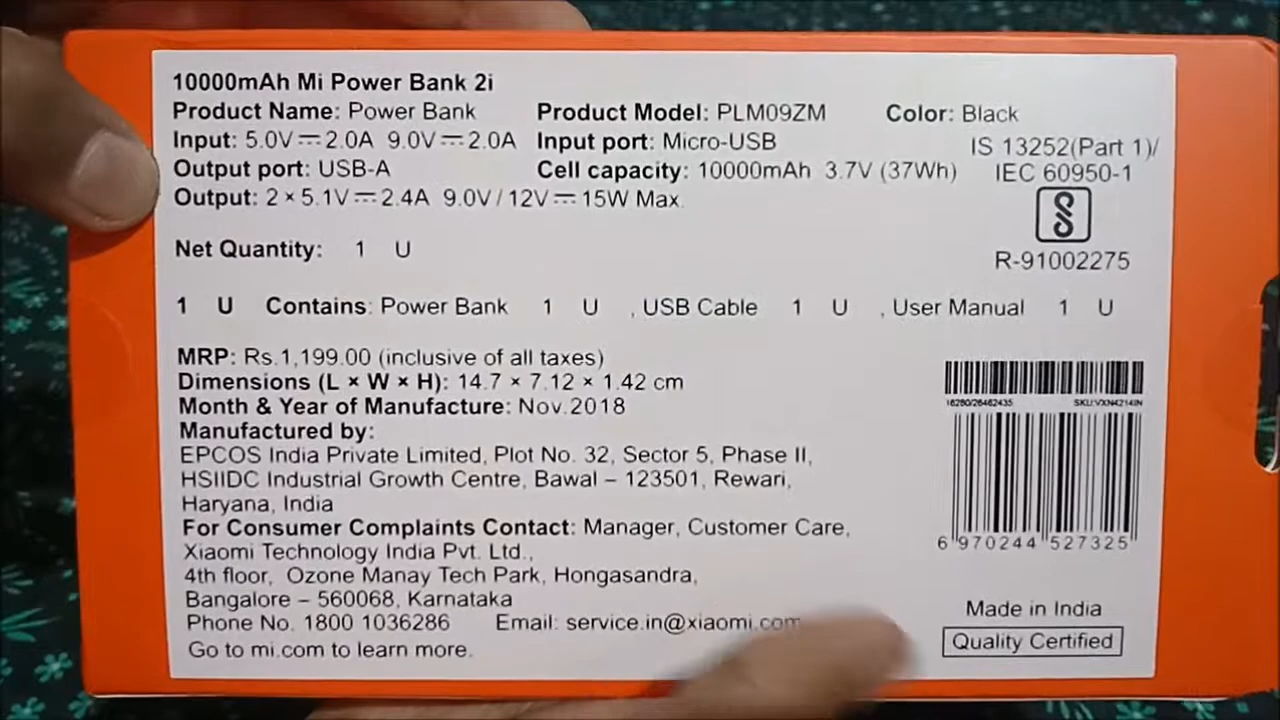 10000mAh Mi Power Bank 2i
Product Name: Power Bank Product Model: PLM09ZM Color: Black
Input: 5.0V⎓2.0A 9.0V⎓2.0A Input port: Micro-USB IS 13252(Part 1)/
Output port: USB-A Cell capacity: 10000mAh 3.7V (37Wh) IEC 60950-1
Output: 2 × 5.1V⎓2.4A 9.0V / 12V⎓15W Max.
Net Quantity: 1 U R-91002275
1 U Contains: Power Bank 1 U , USB Cable 1 U , User Manual 1 U
MRP: Rs.1,199.00 (inclusive of all taxes)
Dimensions (L × W × H): 14.7 × 7.12 × 1.42 cm
Month & Year of Manufacture: Nov.2018
16280/26462435 SKU:VXN4214IN
Manufactured by:
EPCOS India Private Limited, Plot No. 32, Sector 5, Phase II,
HSIIDC Industrial Growth Centre, Bawal – 123501, Rewari,
Haryana, India
For Consumer Complaints Contact: Manager, Customer Care,
6 970244 527325
Xiaomi Technology India Pvt. Ltd.,
4th floor, Ozone Manay Tech Park, Hongasandra,
Bangalore – 560068, Karnataka
Made in India
Phone No. 1800 1036286 Email: service.in@xiaomi.com
Quality Certified
Go to mi.com to learn more.